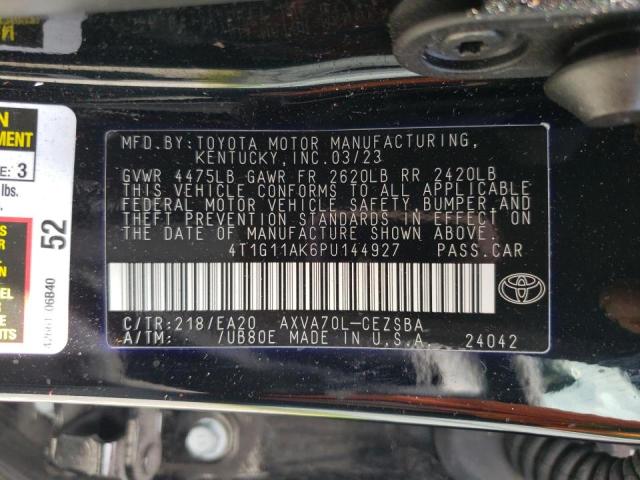 MFD.BY:TOYOTA MOTOR MANUFACTURING,
KENTUCKY,INC.03/23
GVWR 4475LB GAWR FR 2620LB RR 2420LB
THIS VEHICLE CONFORMS TO ALL APPLICABLE
FEDERAL MOTOR VEHICLE SAFETY,BUMPER,AND
THEFT PREVENTION STANDARDS IN EFFECT ON
THE DATE OF MANUFACTURE SHOWN ABOVE.
4T1G11AK6PU144927 PASS.CAR
C/TR:218/EA20 AXVA70L-CEZSBA
A/TM: /UB80E MADE IN U.S.A. 24042
52
42661 06B40
3
lbs.